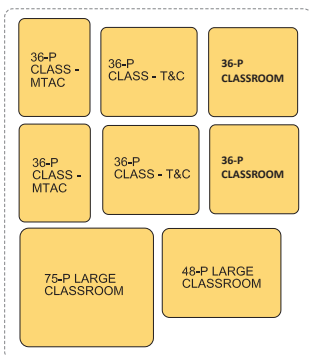 36-P
CLASS -
MTAC
36-P
CLASS - T&C
36-P
CLASSROOM
36-P
CLASS -
MTAC
36-P
CLASS - T&C
36-P
CLASSROOM
75-P LARGE
CLASSROOM
48-P LARGE
CLASSROOM